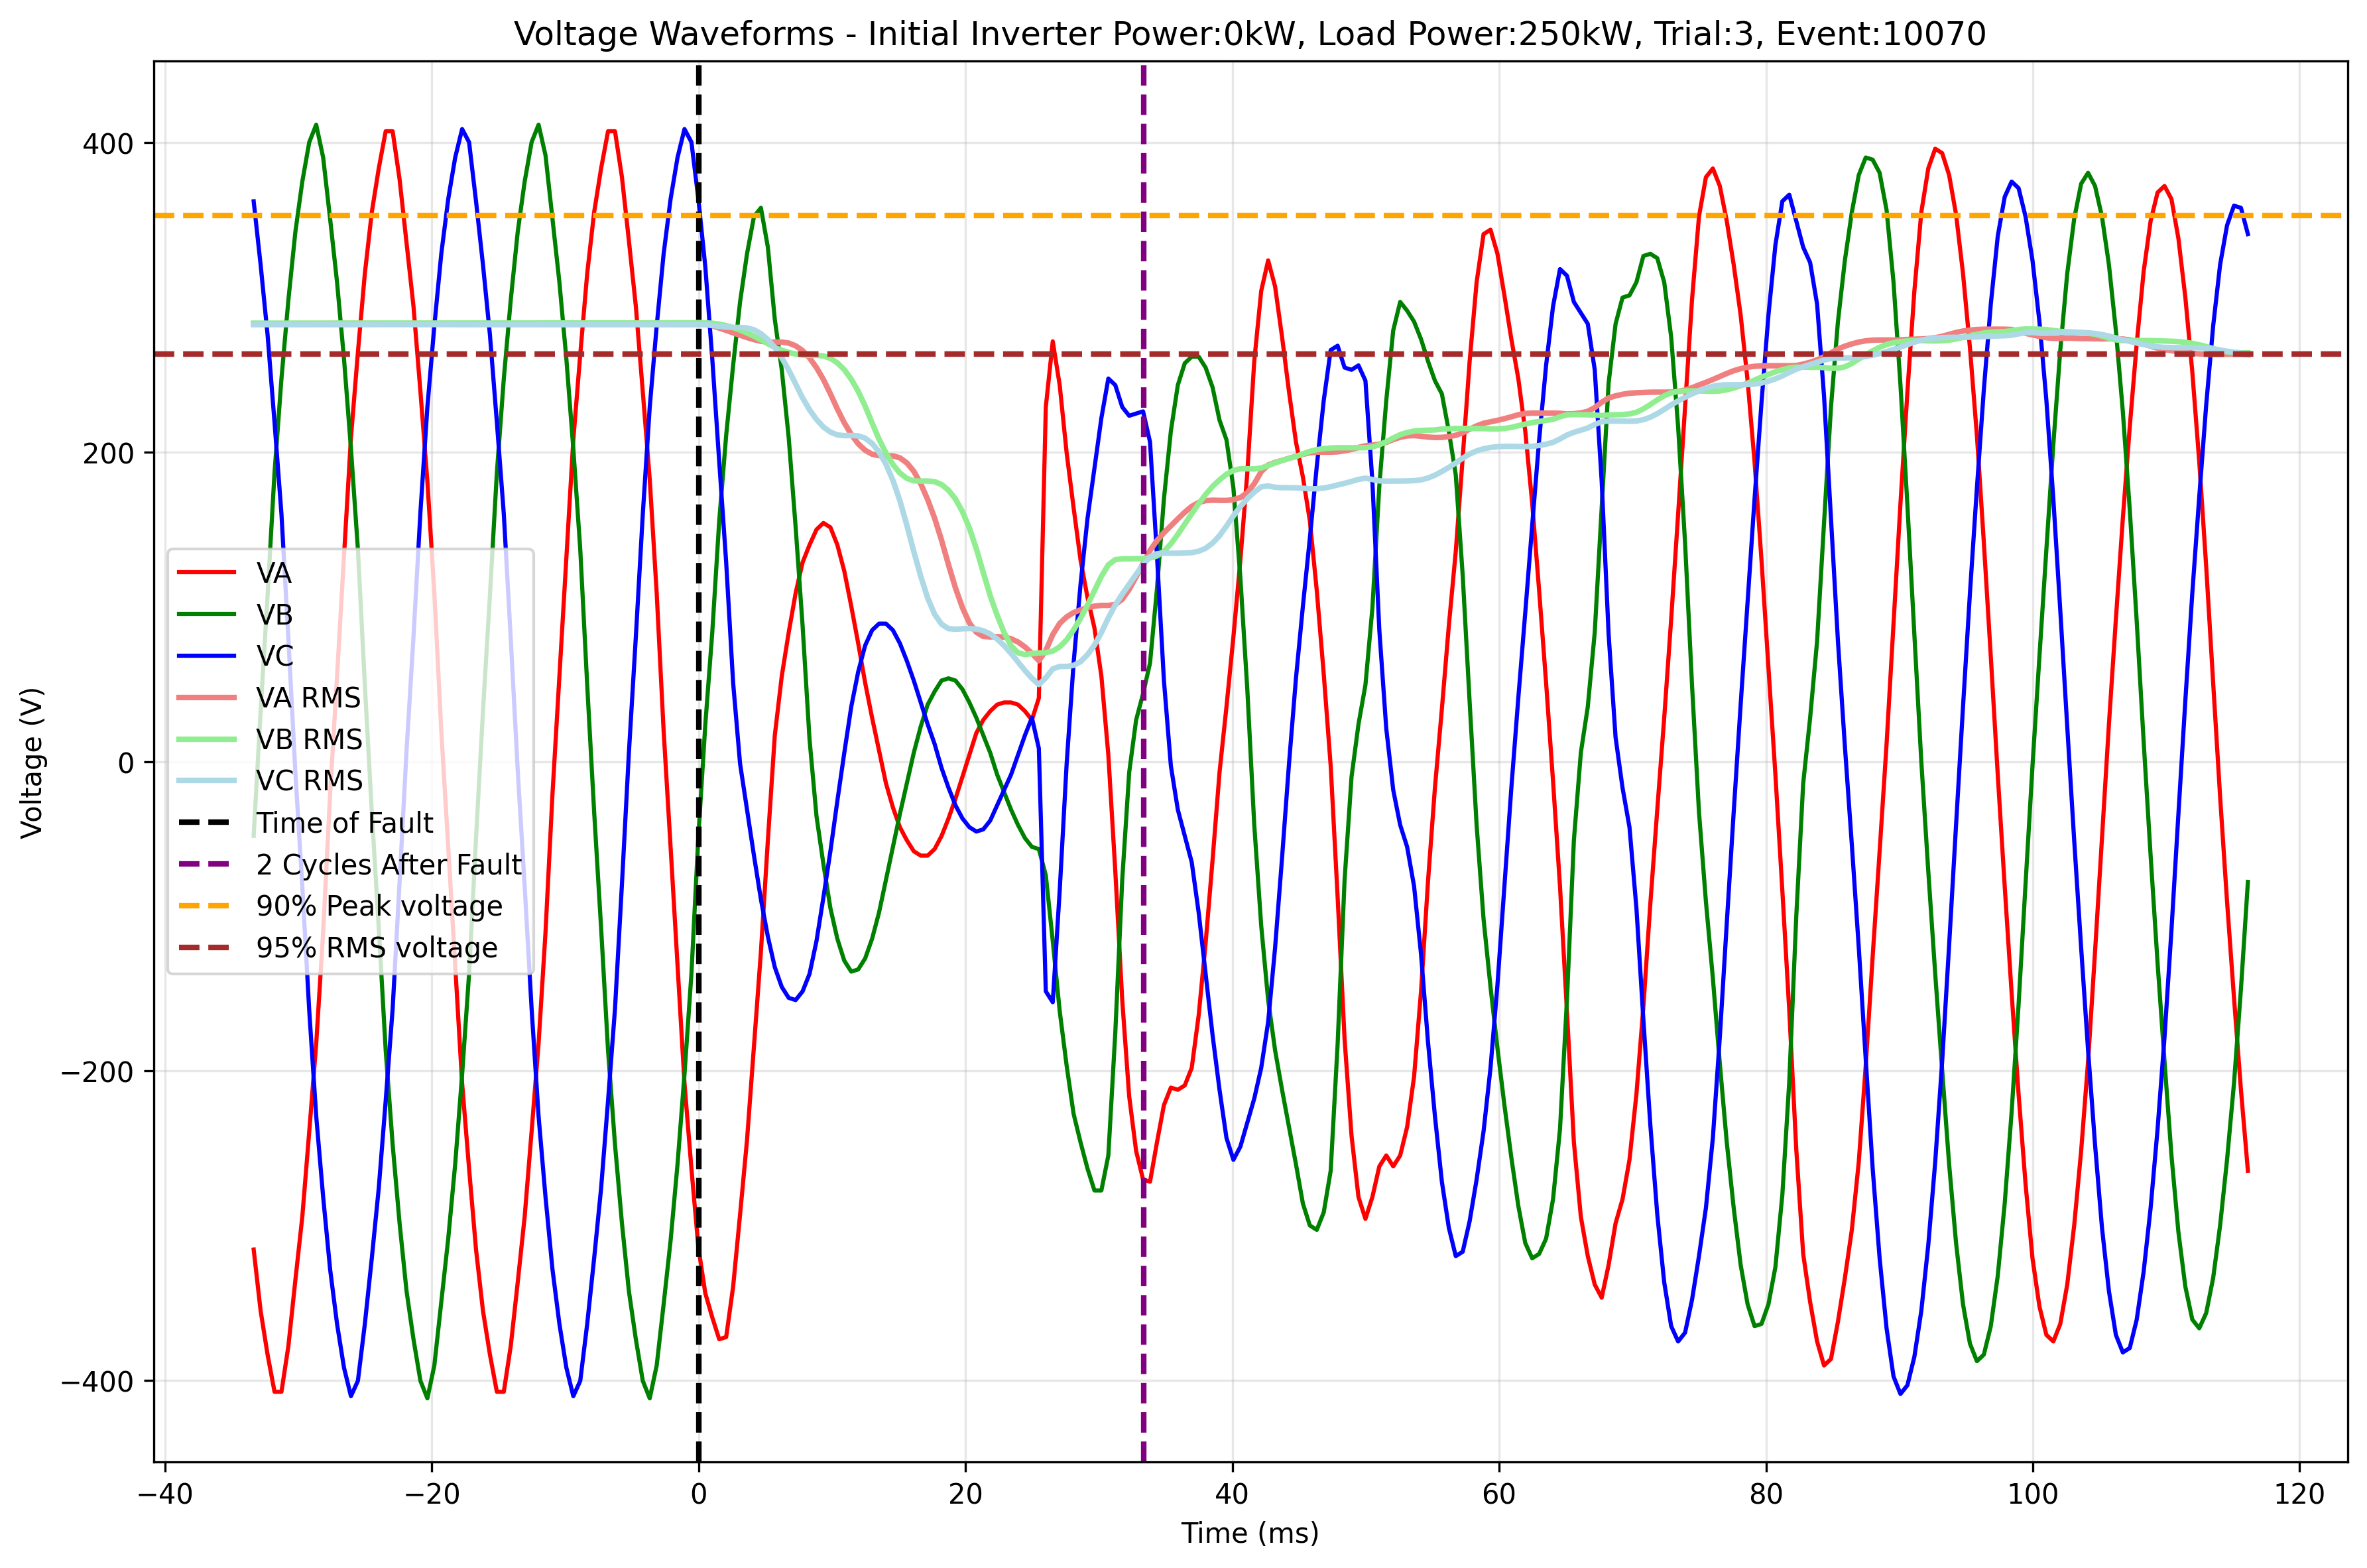 Voltage Waveforms - Initial Inverter Power:0kW, Load Power:250kW, Trial:3, Event:10070
Voltage (V)
400
200
0
−200
−400
VA
VB
VC
VA RMS
VB RMS
VC RMS
Time of Fault
2 Cycles After Fault
90% Peak voltage
95% RMS voltage
−40
−20
0
20
40
60
80
100
120
Time (ms)